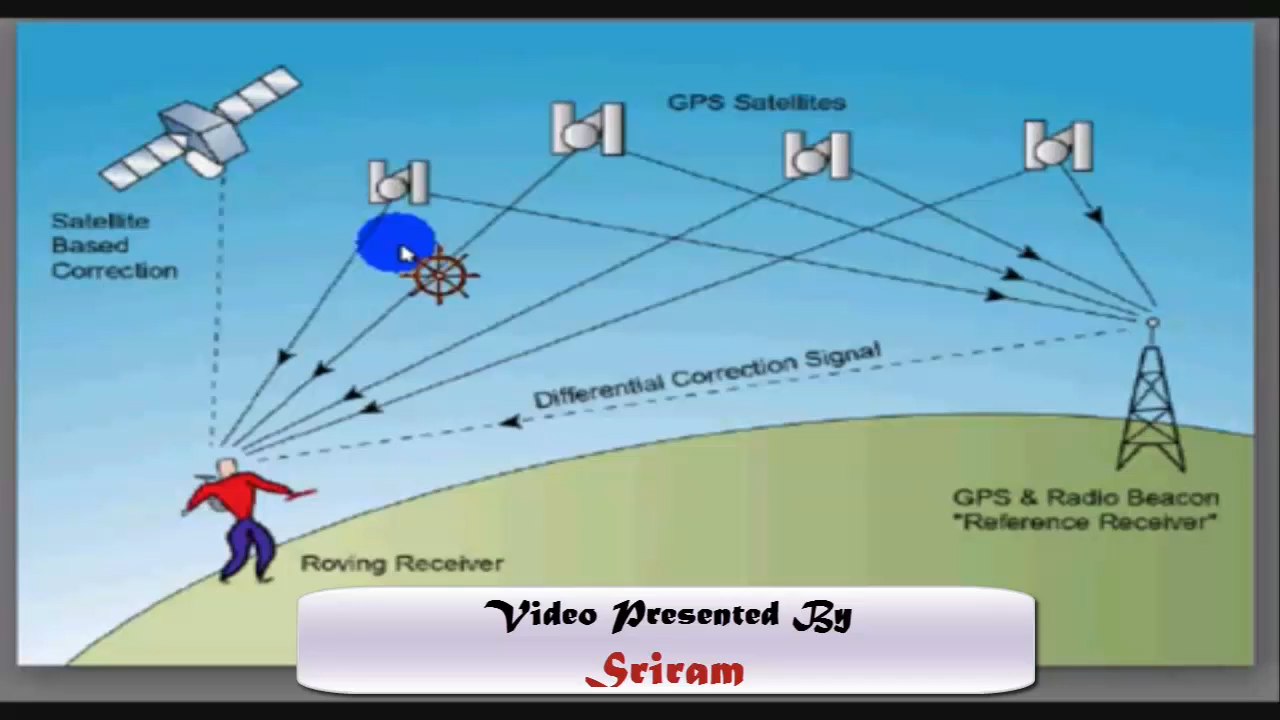 GPS Satellites
Satellite
Based
Correction
Differential Correction Signal
GPS & Radio Beacon
"Reference Receiver"
Roving Receiver
Video Presented By
Sriram